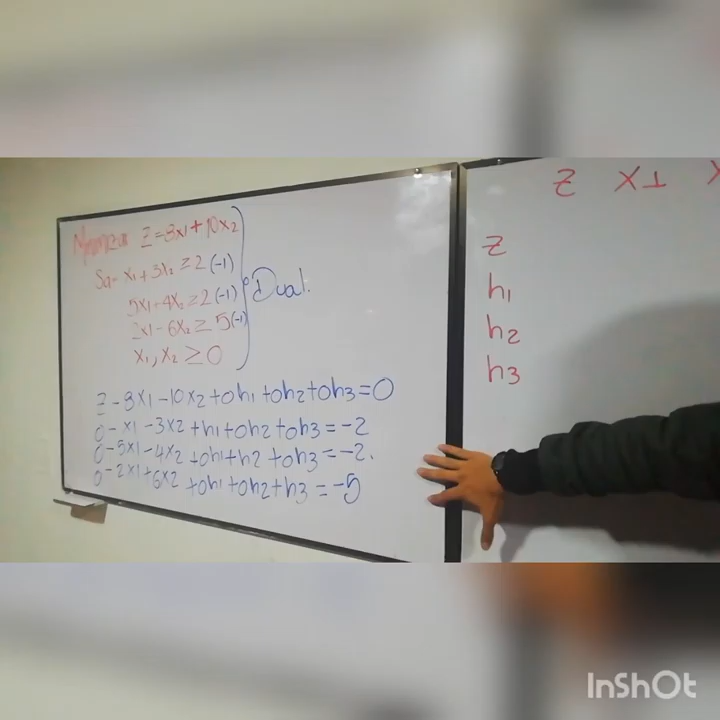 Minimizar Z=8x1+10x2
Sa- x1+3x2≥2(-1)
5x1+4x2≥2(-1)
2x1-6x2≥5(-1)
x1,x2≥0
Dual.
Z-8x1-10x2+0h1+0h2+0h3=0
0-x1-3x2+h1+0h2+0h3=-2
0-5x1-4x2+0h1+h2+0h3=-2.
0-2x1+6x2+0h1+0h2+h3=-5
Z X1 X
Z
h1
h2
h3
InShOt